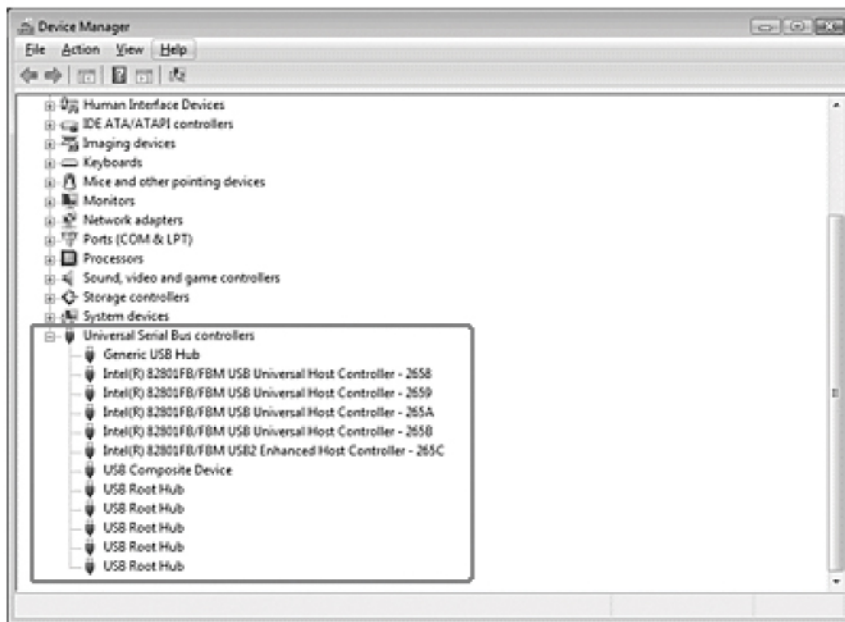 Device Manager
File Action View Help
Human Interface Devices
IDE ATA/ATAPI controllers
Imaging devices
Keyboards
Mice and other pointing devices
Monitors
Network adapters
Ports (COM & LPT)
Processors
Sound, video and game controllers
Storage controllers
System devices
Universal Serial Bus controllers
Generic USB Hub
Intel(R) 82801FB/FBM USB Universal Host Controller - 2658
Intel(R) 82801FB/FBM USB Universal Host Controller - 2659
Intel(R) 82801FB/FBM USB Universal Host Controller - 265A
Intel(R) 82801FB/FBM USB Universal Host Controller - 265B
Intel(R) 82801FB/FBM USB2 Enhanced Host Controller - 265C
USB Composite Device
USB Root Hub
USB Root Hub
USB Root Hub
USB Root Hub
USB Root Hub